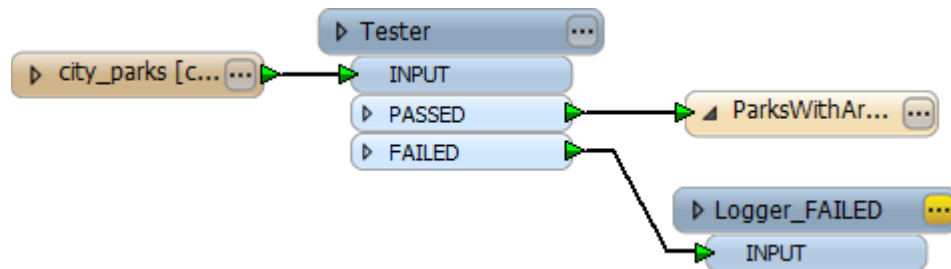 Tester
city_parks [c...
INPUT
PASSED
ParksWithAr...
FAILED
Logger_FAILED
INPUT